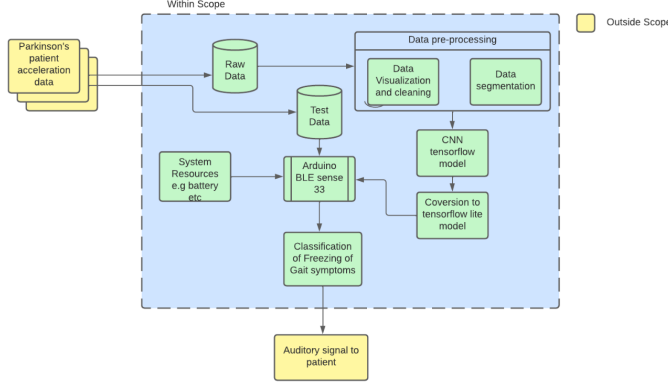 Within Scope
Outside Scope
Parkinson's
patient
acceleration
data
Raw
Data
Data pre-processing
Data
Visualization
and cleaning
Data
segmentation
Test
Data
CNN
tensorflow
model
System
Resources
e.g battery
etc
Arduino
BLE sense
33
Coversion to
tensorflow lite
model
Classification
of Freezing of
Gait symptoms
Auditory signal to
patient